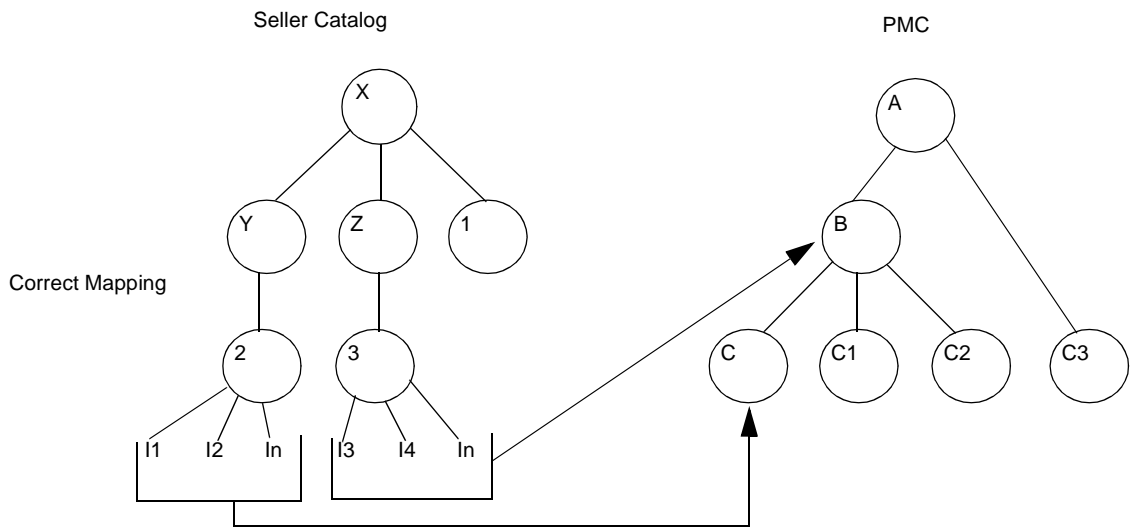 Seller Catalog
PMC
X
A
Y
Z
1
B
Correct Mapping
2
3
C
C1
C2
C3
I1
I2
In
I3
I4
In